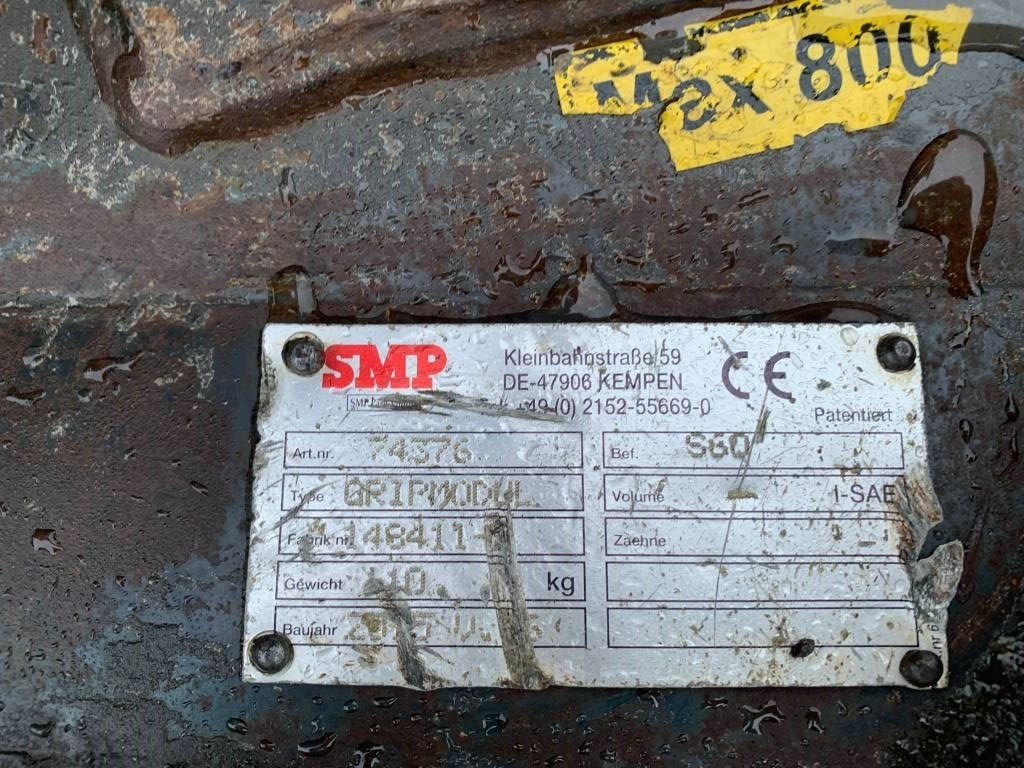 Max 800
SMP
Kleinbahnstraße 59
DE-47906 KEMPEN
+49 (0) 2152-55669-0
CE
Patentiert
Art.nr. 74376
Bef. S60
Type GRIPMODUL
Volume - I-SAE
Fabrik nr. 148411-
Zaehne -
Gewicht kg
Baujahr